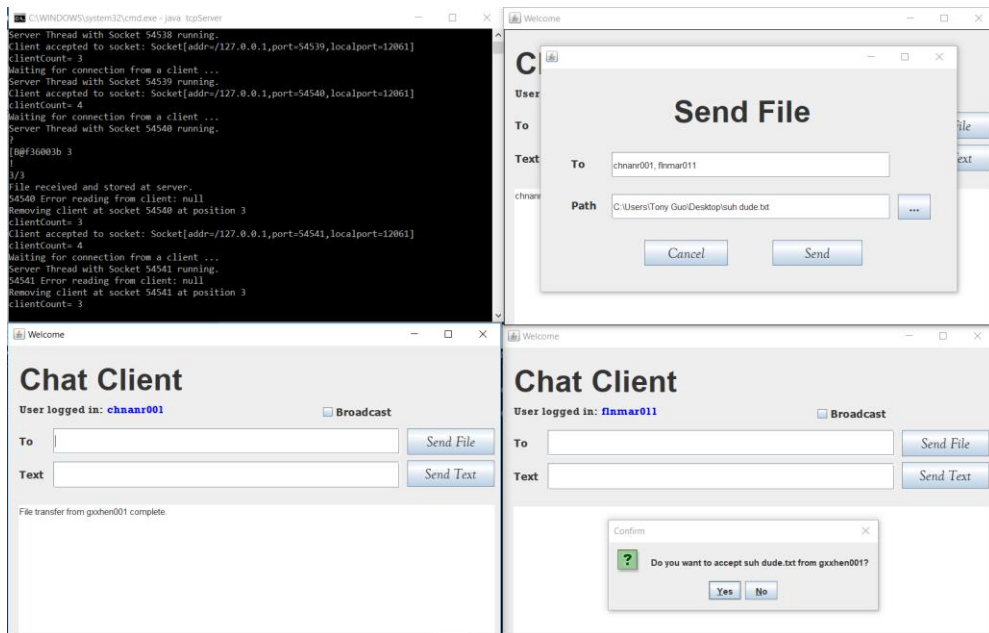 C:\WINDOWS\system32\cmd.exe - java tcpServer
Server Thread with Socket 54538 running.
Client accepted to socket: Socket[addr=/127.0.0.1,port=54539,localport=12061]
clientCount= 3
Waiting for connection from a client ...
Server Thread with Socket 54539 running.
Client accepted to socket: Socket[addr=/127.0.0.1,port=54540,localport=12061]
clientCount= 4
Waiting for connection from a client ...
Server Thread with Socket 54540 running.
?
[B@f36003b 3
!
3/3
File received and stored at server.
54540 Error reading from client: null
Removing client at socket 54540 at position 3
clientCount= 3
Client accepted to socket: Socket[addr=/127.0.0.1,port=54541,localport=12061]
clientCount= 4
Waiting for connection from a client ...
Server Thread with Socket 54541 running.
54541 Error reading from client: null
Removing client at socket 54541 at position 3
clientCount= 3
Welcome
User
To
Text
Send File
To chnanr001, flnmar011
Path C:\Users\Tony Guo\Desktop\suh dude.txt ...
Cancel Send
Welcome
Chat Client
User logged in: chnanr001 Broadcast
To Send File
Text Send Text
File transfer from gxxhen001 complete.
Welcome
Chat Client
User logged in: flnmar011 Broadcast
To Send File
Text Send Text
Confirm
? Do you want to accept suh dude.txt from gxxhen001?
Yes No